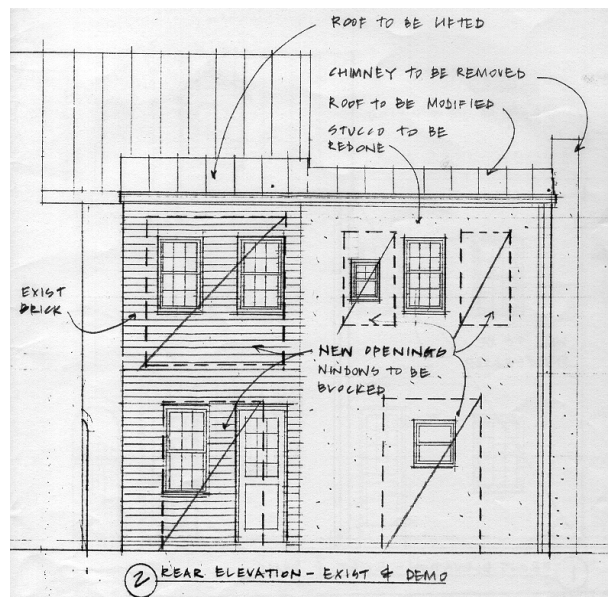 ROOF TO BE LIFTED
CHIMNEY TO BE REMOVED
ROOF TO BE MODIFIED
STUCCO TO BE
REDONE
EXIST
BRICK
NEW OPENINGS
WINDOWS TO BE
BLOCKED
2 REAR ELEVATION - EXIST & DEMO